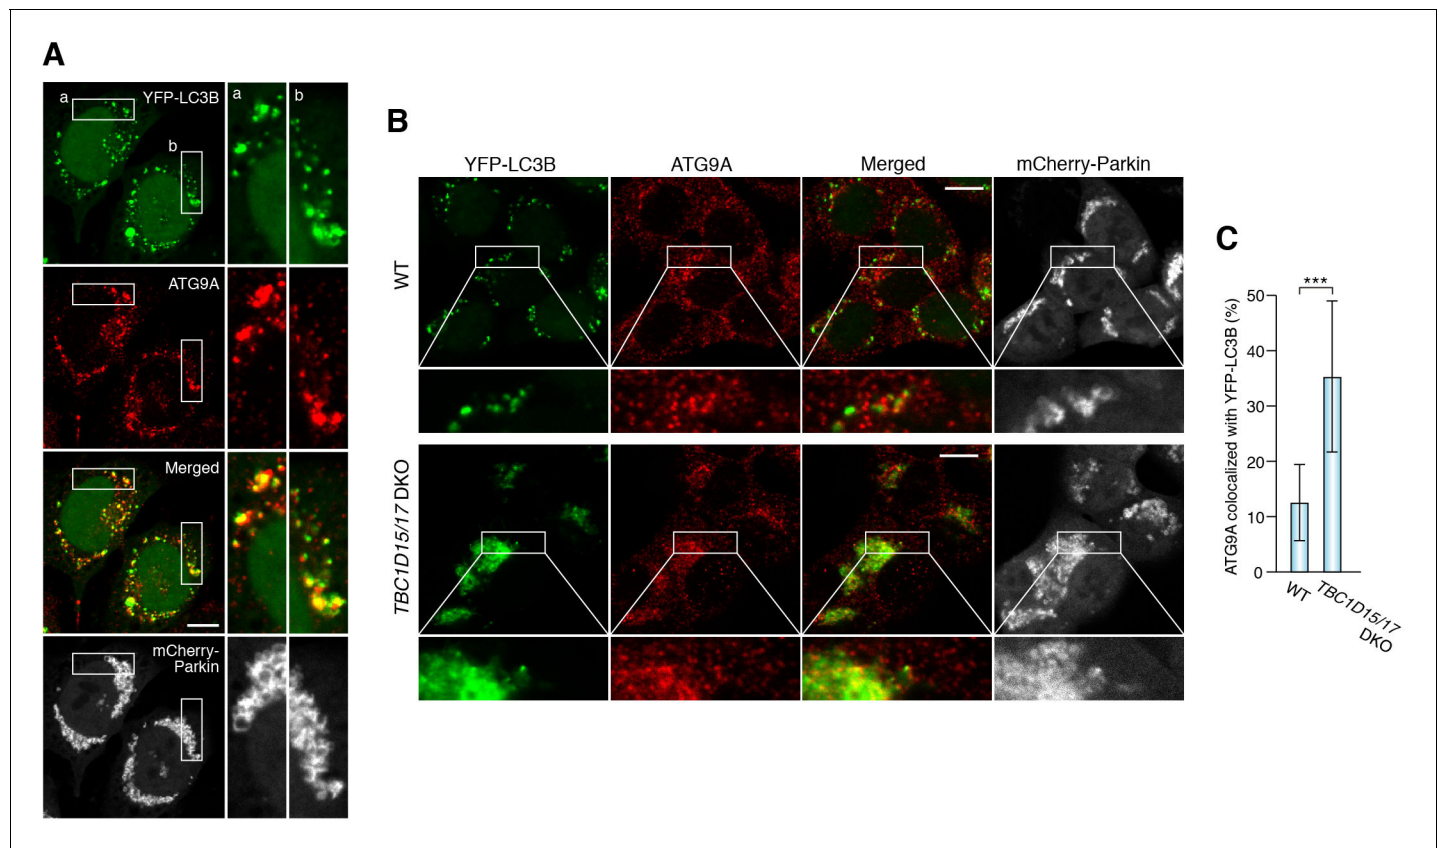 A
a
YFP-LC3B
b
a
b
ATG9A
Merged
mCherry-
Parkin
B
YFP-LC3B
ATG9A
Merged
mCherry-Parkin
WT
TBC1D15/17 DKO
C
***
ATG9A colocalized with YFP-LC3B (%)
50
40
30
20
10
0
WT
TBC1D15/17
DKO